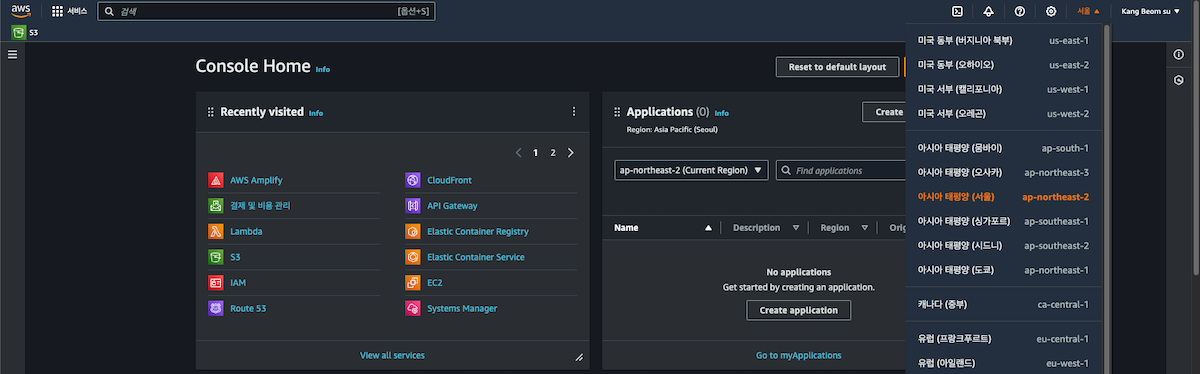 aws
서비스
검색
[옵션+S]
서울
Kang Beom su
S3
Console Home Info
Reset to default layout
Recently visited Info
1 2
AWS Amplify
결제 및 비용 관리
Lambda
S3
IAM
Route 53
CloudFront
API Gateway
Elastic Container Registry
Elastic Container Service
EC2
Systems Manager
View all services
Applications (0) Info
Region: Asia Pacific (Seoul)
Create
ap-northeast-2 (Current Region)
Find applications
Name Description Region Orig
No applications
Get started by creating an application.
Create application
Go to myApplications
미국 동부 (버지니아 북부) us-east-1
미국 동부 (오하이오) us-east-2
미국 서부 (캘리포니아) us-west-1
미국 서부 (오레곤) us-west-2
아시아 태평양 (뭄바이) ap-south-1
아시아 태평양 (오사카) ap-northeast-3
아시아 태평양 (서울) ap-northeast-2
아시아 태평양 (싱가포르) ap-southeast-1
아시아 태평양 (시드니) ap-southeast-2
아시아 태평양 (도쿄) ap-northeast-1
캐나다 (중부) ca-central-1
유럽 (프랑크푸르트) eu-central-1
유럽 (아일랜드) eu-west-1